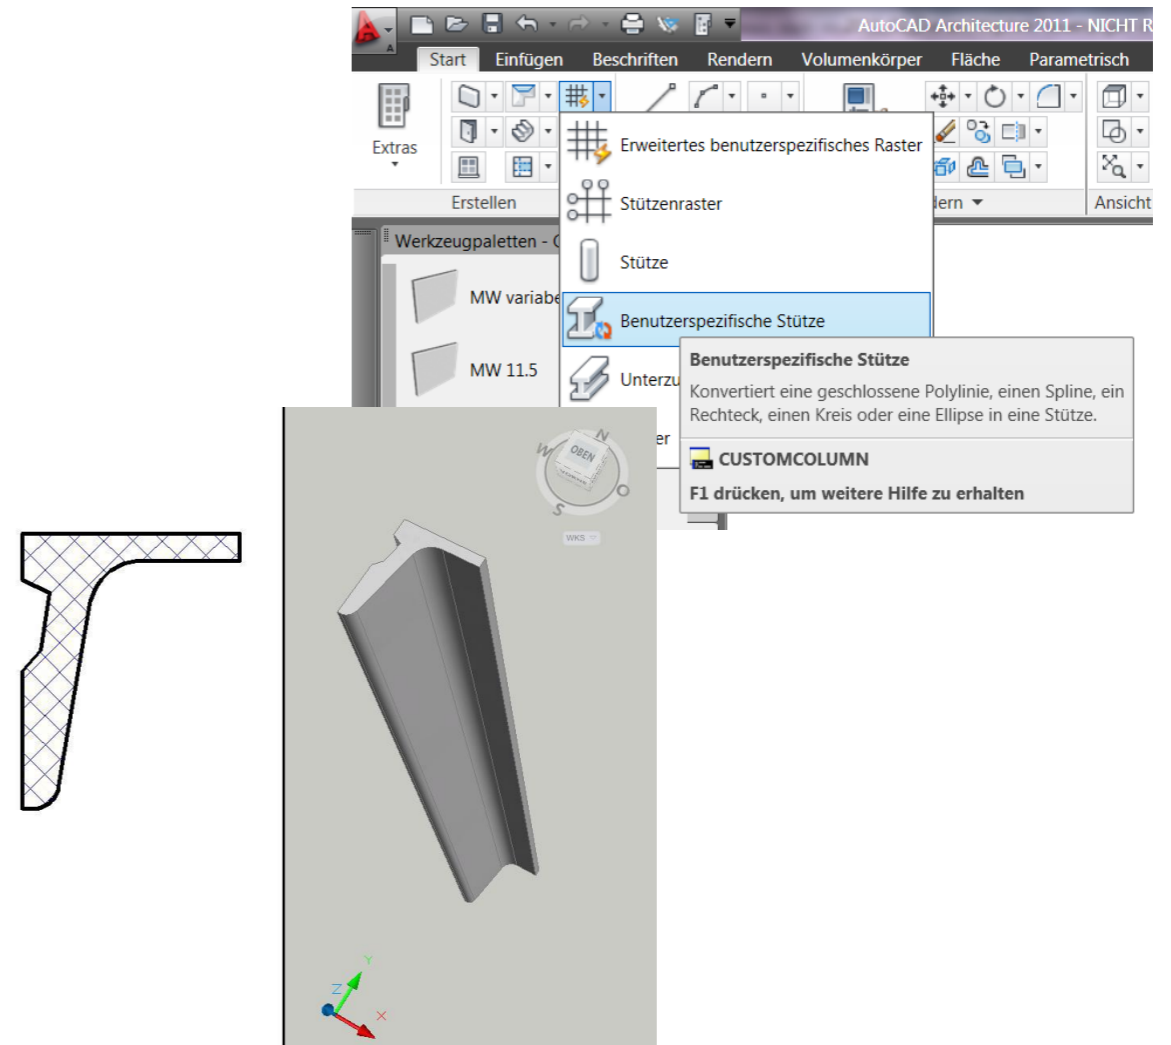 AutoCAD Architecture 2011 - NICHT R
Start Einfügen Beschriften Rendern Volumenkörper Fläche Parametrisch
A
Extras
Erweitertes benutzerspezifisches Raster
Stützenraster
Stütze
Benutzerspezifische Stütze
Unterzu
er
Erstellen
dern
Ansicht
Werkzeugpaletten - C
MW variabe
MW 11.5
Benutzerspezifische Stütze
Konvertiert eine geschlossene Polylinie, einen Spline, ein
Rechteck, einen Kreis oder eine Ellipse in eine Stütze.
CUSTOMCOLUMN
F1 drücken, um weitere Hilfe zu erhalten
N
W
OBEN
O
S
WKS
Y
Z
X